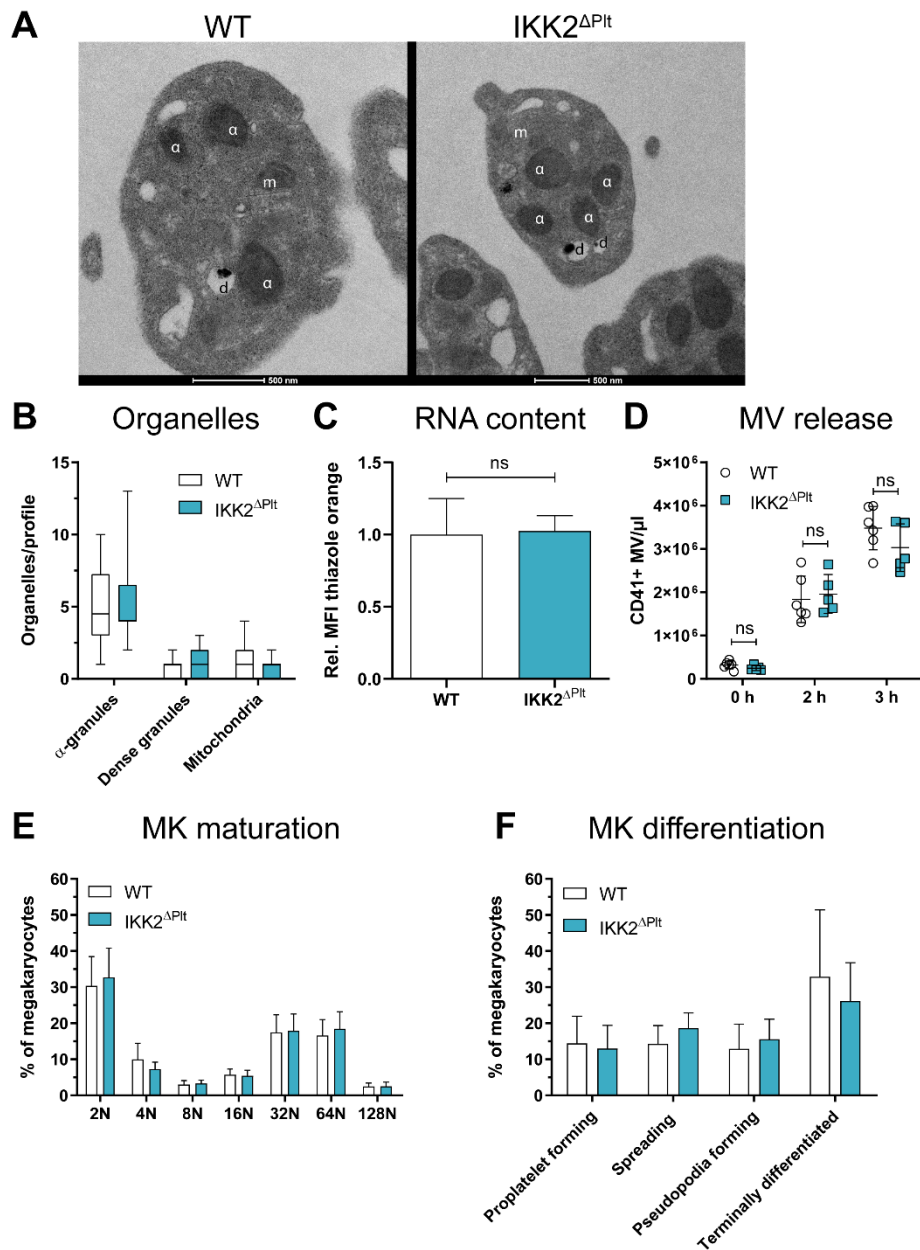 A
WT
IKK2ΔPlt
α
α
m
d
α
500 nm
m
α
α
α
α
d
d
500 nm
B
Organelles
Organelles/profile
15
10
5
0
WT
IKK2ΔPlt
α-granules
Dense granules
Mitochondria
C
RNA content
Rel. MFI thiazole orange
1.5
1.0
0.5
0.0
ns
WT
IKK2ΔPlt
D
MV release
CD41+ MV/µl
5×10⁶
4×10⁶
3×10⁶
2×10⁶
1×10⁶
0
WT
IKK2ΔPlt
ns
ns
ns
0 h
2 h
3 h
E
MK maturation
% of megakaryocytes
60
50
40
30
20
10
0
WT
IKK2ΔPlt
2N
4N
8N
16N
32N
64N
128N
F
MK differentiation
% of megakaryocytes
60
50
40
30
20
10
0
WT
IKK2ΔPlt
Proplatelet forming
Spreading
Pseudopodia forming
Terminally differentiated